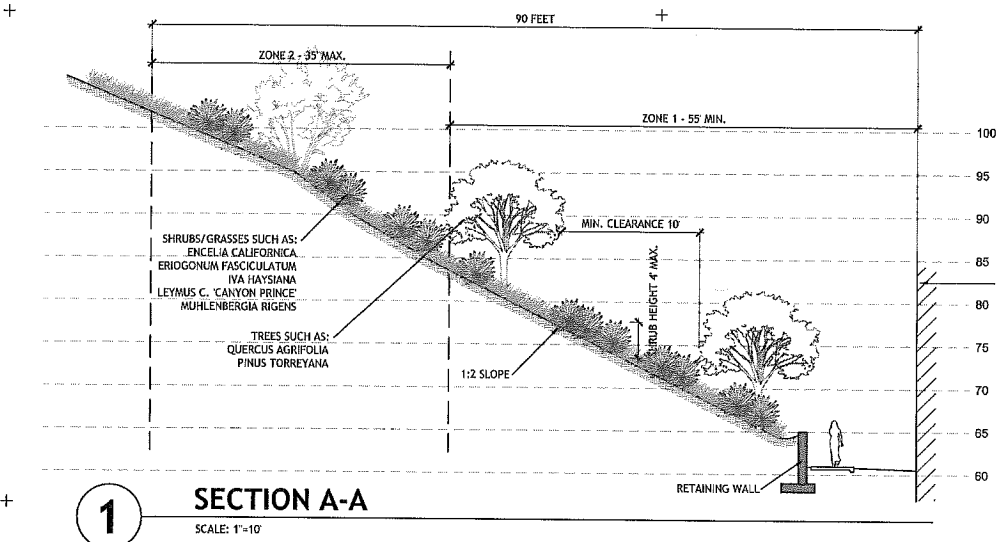 90 FEET
ZONE 2 - 35' MAX.
ZONE 1 - 55' MIN.
100
95
90
85
80
75
70
65
60
MIN. CLEARANCE 10'
SHRUB HEIGHT 4' MAX.
SHRUBS/GRASSES SUCH AS:
ENCELIA CALIFORNICA
ERIOGONUM FASCICULATUM
IVA HAYSIANA
LEYMUS C. 'CANYON PRINCE'
MUHLENBERGIA RIGENS
TREES SUCH AS:
QUERCUS AGRIFOLIA
PINUS TORREYANA
1:2 SLOPE
RETAINING WALL
1
SECTION A-A
SCALE: 1"=10'